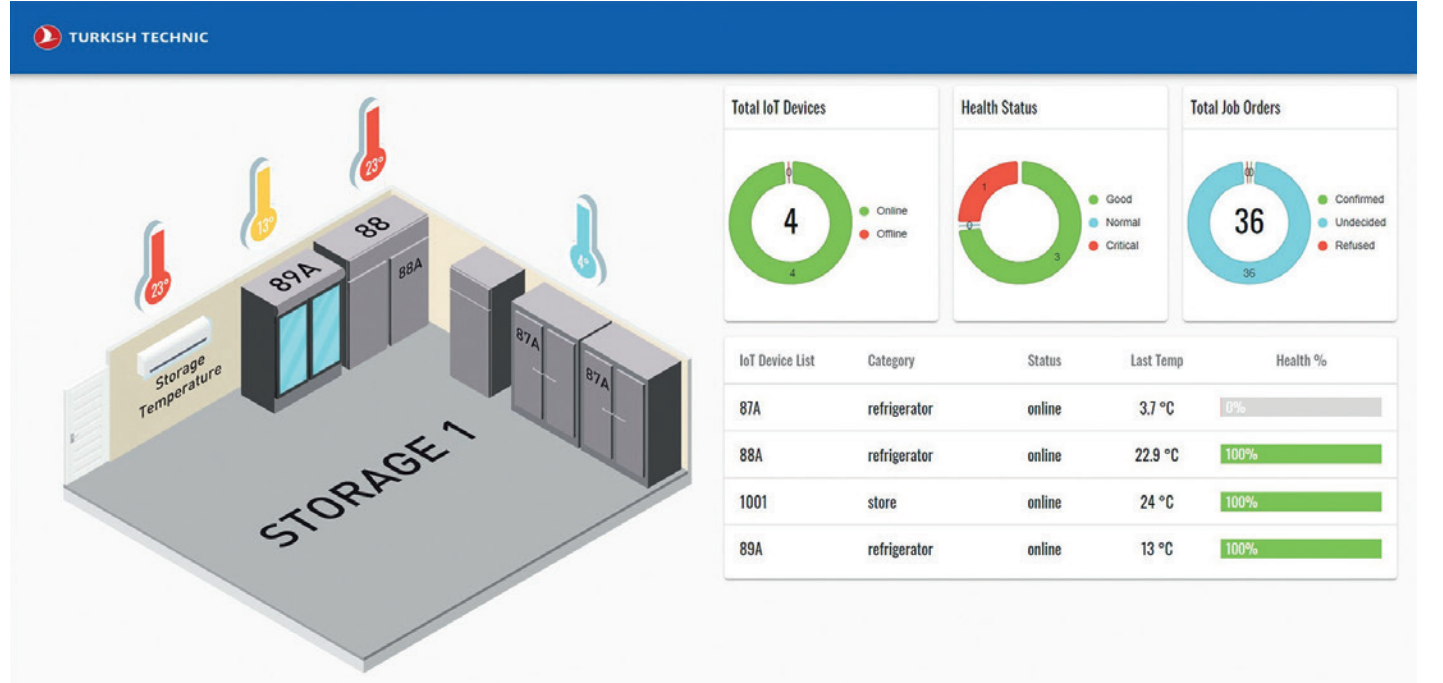 TURKISH TECHNIC
23°
13°
23°
4°
88
88A
89A
87A
87A
Storage
Temperature
STORAGE 1
Total IoT Devices
0
4
4
Online
Offline
Health Status
1
0
3
Good
Normal
Critical
Total Job Orders
00
36
36
Confirmed
Undecided
Refused
IoT Device List Category Status Last Temp Health %
87A refrigerator online 3.7 °C 0%
88A refrigerator online 22.9 °C 100%
1001 store online 24 °C 100%
89A refrigerator online 13 °C 100%